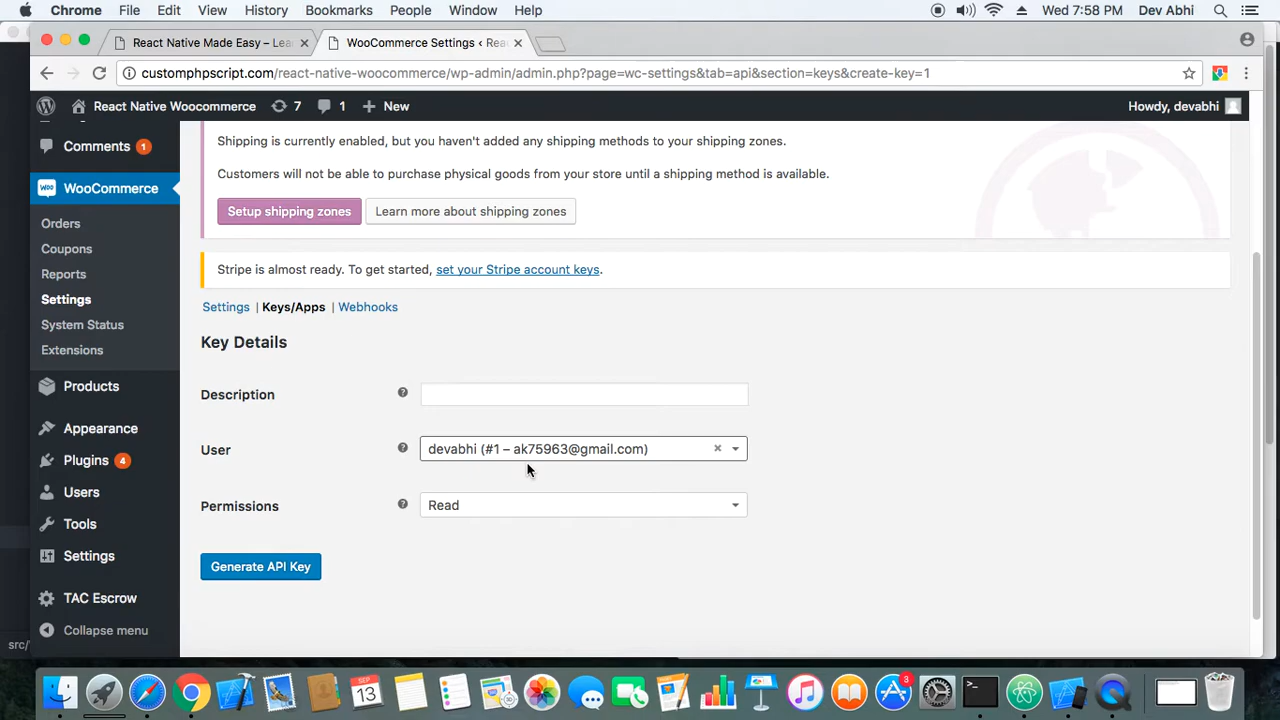 Chrome File Edit View History Bookmarks People Window Help Wed 7:58 PM Dev Abhi
React Native Made Easy – Lea
WooCommerce Settings ‹ Rea
customphpscript.com/react-native-woocommerce/wp-admin/admin.php?page=wc-settings&tab=api&section=keys&create-key=1
React Native Woocommerce 7 1 New Howdy, devabhi
Comments 1
WooCommerce
Orders
Coupons
Reports
Settings
System Status
Extensions
Products
Appearance
Plugins 4
Users
Tools
Settings
TAC Escrow
Collapse menu
Shipping is currently enabled, but you haven't added any shipping methods to your shipping zones.
Customers will not be able to purchase physical goods from your store until a shipping method is available.
Setup shipping zones
Learn more about shipping zones
Stripe is almost ready. To get started, set your Stripe account keys.
Settings | Keys/Apps | Webhooks
Key Details
Description
User
devabhi (#1 – ak75963@gmail.com)
Permissions
Read
Generate API Key
src/
SEP
13
3